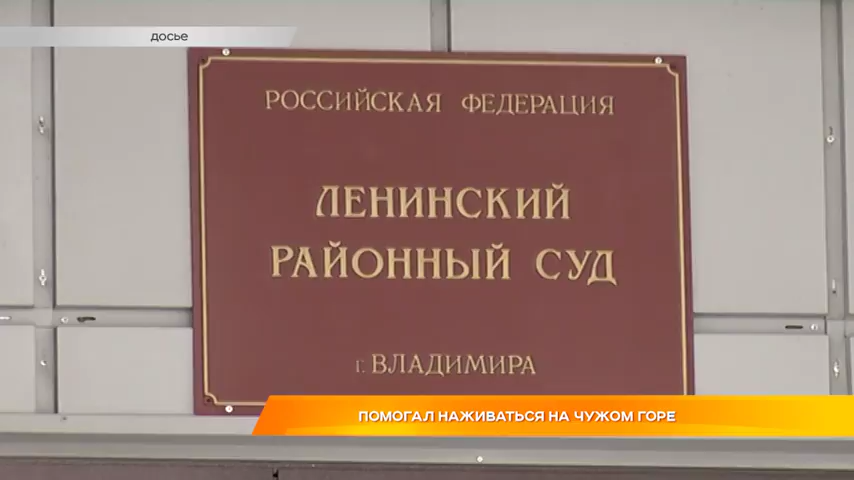 ДОСЬЕ
РОССИЙСКАЯ ФЕДЕРАЦИЯ
ЛЕНИНСКИЙ
РАЙОННЫЙ СУД
г. ВЛАДИМИРА
ПОМОГАЛ НАЖИВАТЬСЯ НА ЧУЖОМ ГОРЕ